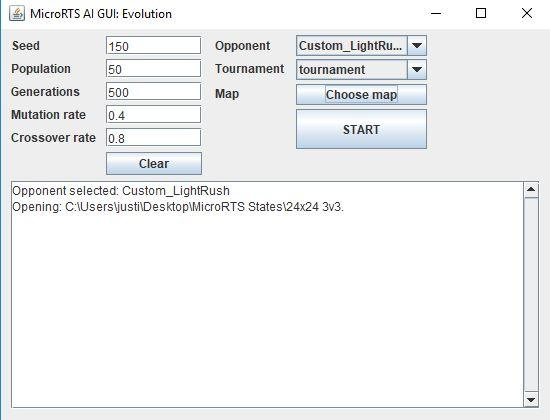 MicroRTS AI GUI: Evolution
Seed 150 Opponent Custom_LightRu...
Population 50 Tournament tournament
Generations 500 Map Choose map
Mutation rate 0.4 START
Crossover rate 0.8
Clear
Opponent selected: Custom_LightRush
Opening: C:\Users\justi\Desktop\MicroRTS States\24x24 3v3.